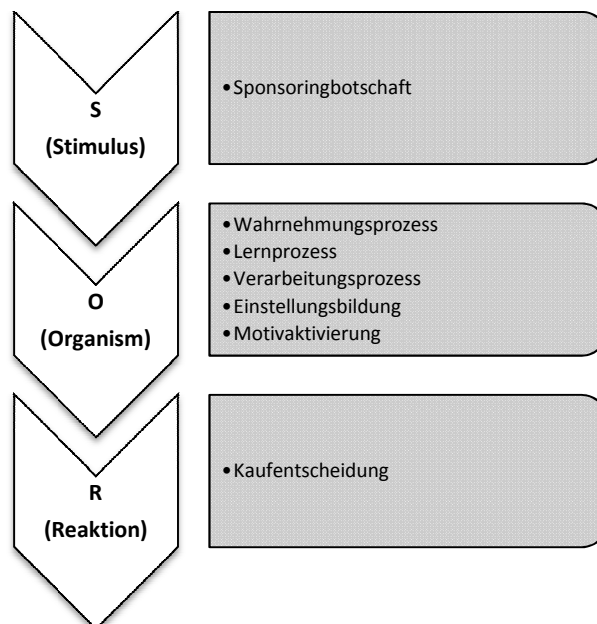 S
(Stimulus)
•Sponsoringbotschaft
O
(Organism)
•Wahrnehmungsprozess
•Lernprozess
•Verarbeitungsprozess
•Einstellungsbildung
•Motivaktivierung
R
(Reaktion)
•Kaufentscheidung